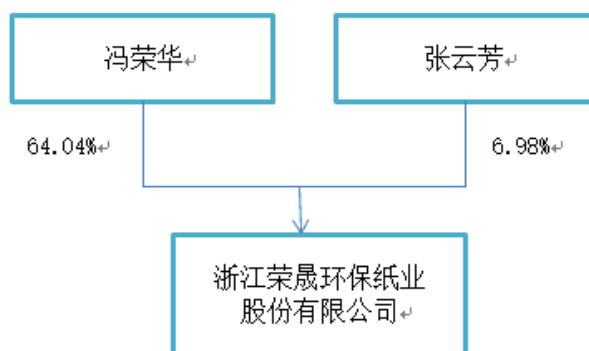 冯荣华
张云芳
64.04%
6.98%
浙江荣晟环保纸业
股份有限公司